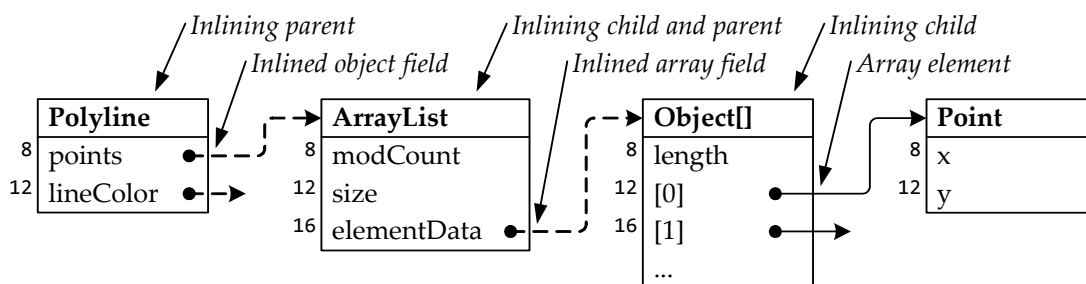 Inlining parent
Inlining child and parent
Inlining child
Inlined object field
Inlined array field
Array element
Polyline
8 points
12 lineColor
ArrayList
8 modCount
12 size
16 elementData
Object[]
8 length
12 [0]
16 [1]
...
Point
8 x
12 y